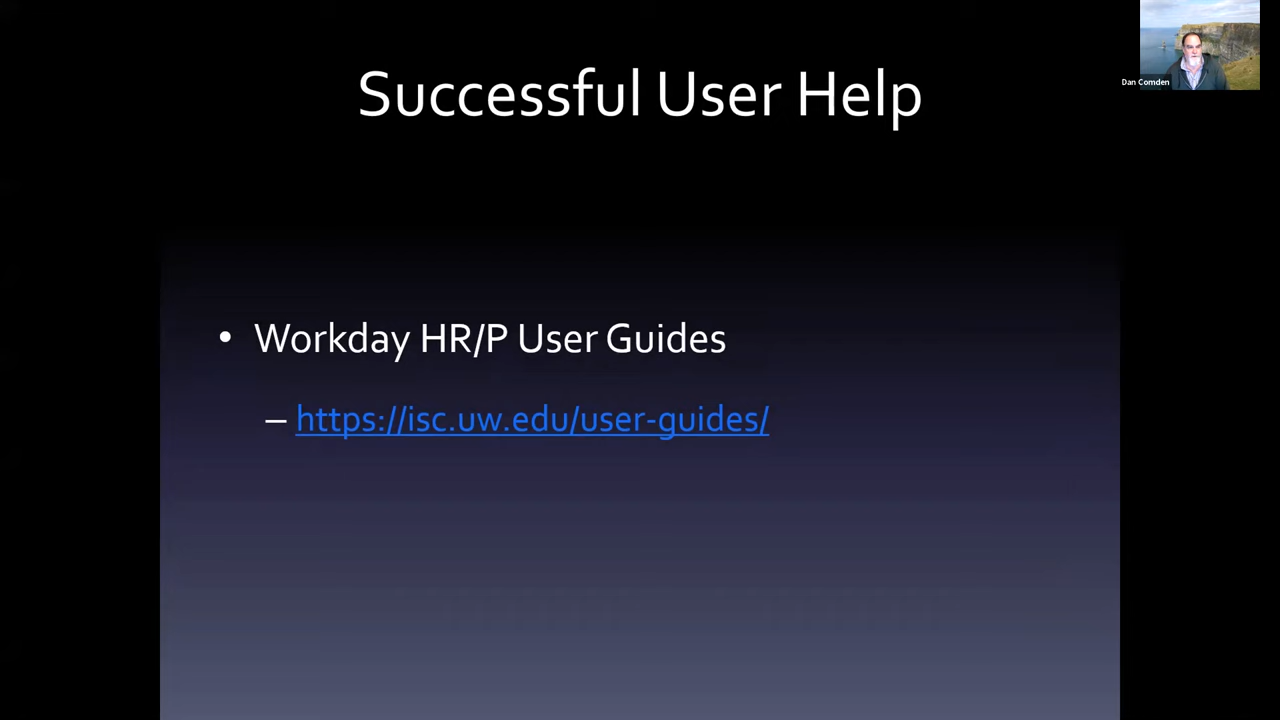 Successful User Help
Dan Comden
• Workday HR/P User Guides
– https://isc.uw.edu/user-guides/